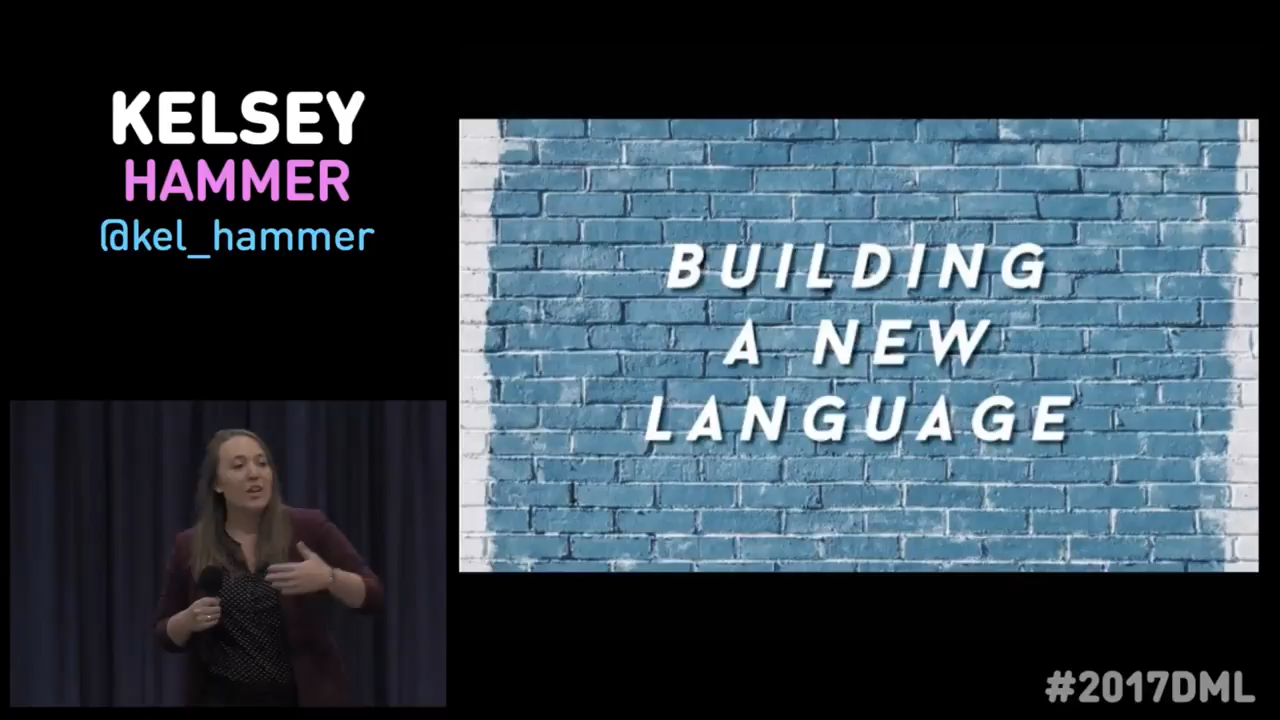 KELSEY
HAMMER
@kel_hammer
BUILDING
A NEW
LANGUAGE
#2017DML